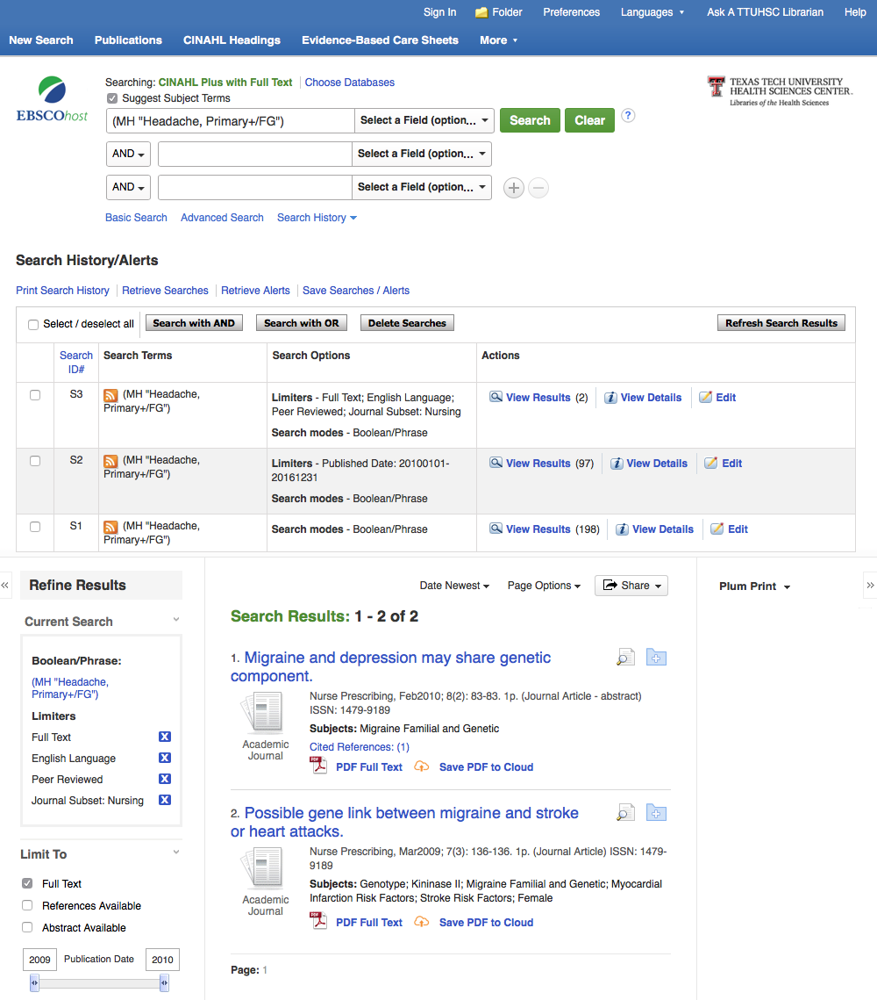 Sign In Folder Preferences Languages Ask A TTUHSC Librarian Help
New Search Publications CINAHL Headings Evidence-Based Care Sheets More
EBSCOhost
Searching: CINAHL Plus with Full Text Choose Databases
Suggest Subject Terms
(MH "Headache, Primary+/FG") Select a Field (option... Search Clear ?
AND Select a Field (option...
AND Select a Field (option...
Basic Search Advanced Search Search History
TEXAS TECH UNIVERSITY
HEALTH SCIENCES CENTER.
Libraries of the Health Sciences
Search History/Alerts
Print Search History Retrieve Searches Retrieve Alerts Save Searches / Alerts
Select / deselect all Search with AND Search with OR Delete Searches Refresh Search Results
Search ID# Search Terms Search Options Actions
S3 (MH "Headache,
Primary+/FG")
Limiters - Full Text; English Language;
Peer Reviewed; Journal Subset: Nursing
Search modes - Boolean/Phrase
View Results (2) View Details Edit
S2 (MH "Headache,
Primary+/FG")
Limiters - Published Date: 20100101-
20161231
Search modes - Boolean/Phrase
View Results (97) View Details Edit
S1 (MH "Headache,
Primary+/FG")
Search modes - Boolean/Phrase
View Results (198) View Details Edit
«
Refine Results
Current Search
Boolean/Phrase:
(MH "Headache,
Primary+/FG")
Limiters
Full Text X
English Language X
Peer Reviewed X
Journal Subset: Nursing X
Limit To
Full Text
References Available
Abstract Available
2009 Publication Date 2010
Date Newest Page Options Share
Search Results: 1 - 2 of 2
1. Migraine and depression may share genetic
component.
Nurse Prescribing, Feb2010; 8(2): 83-83. 1p. (Journal Article - abstract)
ISSN: 1479-9189
Subjects: Migraine Familial and Genetic
Cited References: (1)
PDF PDF Full Text Save PDF to Cloud
Academic
Journal
2. Possible gene link between migraine and stroke
or heart attacks.
Nurse Prescribing, Mar2009; 7(3): 136-136. 1p. (Journal Article) ISSN: 1479-
9189
Subjects: Genotype; Kininase II; Migraine Familial and Genetic; Myocardial
Infarction Risk Factors; Stroke Risk Factors; Female
PDF PDF Full Text Save PDF to Cloud
Academic
Journal
Page: 1
Plum Print
»